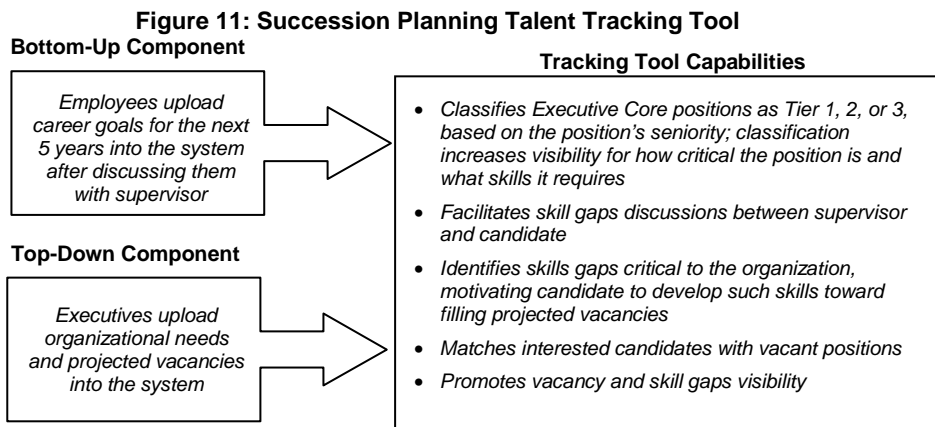 Figure 11: Succession Planning Talent Tracking Tool
Bottom-Up Component
Employees upload
career goals for the next
5 years into the system
after discussing them
with supervisor
Top-Down Component
Executives upload
organizational needs
and projected vacancies
into the system
Tracking Tool Capabilities
• Classifies Executive Core positions as Tier 1, 2, or 3,
based on the position's seniority; classification
increases visibility for how critical the position is and
what skills it requires
• Facilitates skill gaps discussions between supervisor
and candidate
• Identifies skills gaps critical to the organization,
motivating candidate to develop such skills toward
filling projected vacancies
• Matches interested candidates with vacant positions
• Promotes vacancy and skill gaps visibility